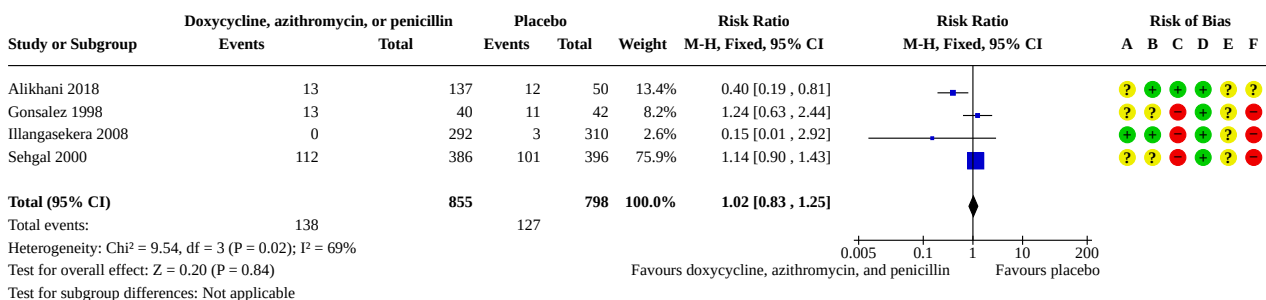 Doxycycline, azithromycin, or penicillin Placebo Risk Ratio Risk Ratio Risk of Bias
Study or Subgroup Events Total Events Total Weight M-H, Fixed, 95% CI M-H, Fixed, 95% CI A B C D E F
Alikhani 2018 13 137 12 50 13.4% 0.40 [0.19 , 0.81] ? + + + ? ?
Gonsalez 1998 13 40 11 42 8.2% 1.24 [0.63 , 2.44] ? ? − + ? −
Illangasekera 2008 0 292 3 310 2.6% 0.15 [0.01 , 2.92] + + − + ? −
Sehgal 2000 112 386 101 396 75.9% 1.14 [0.90 , 1.43] ? ? − + ? −
Total (95% CI) 855 798 100.0% 1.02 [0.83 , 1.25]
Total events: 138 127
Heterogeneity: Chi² = 9.54, df = 3 (P = 0.02); I² = 69%
0.005 0.1 1 10 200
Test for overall effect: Z = 0.20 (P = 0.84) Favours doxycycline, azithromycin, and penicillin Favours placebo
Test for subgroup differences: Not applicable